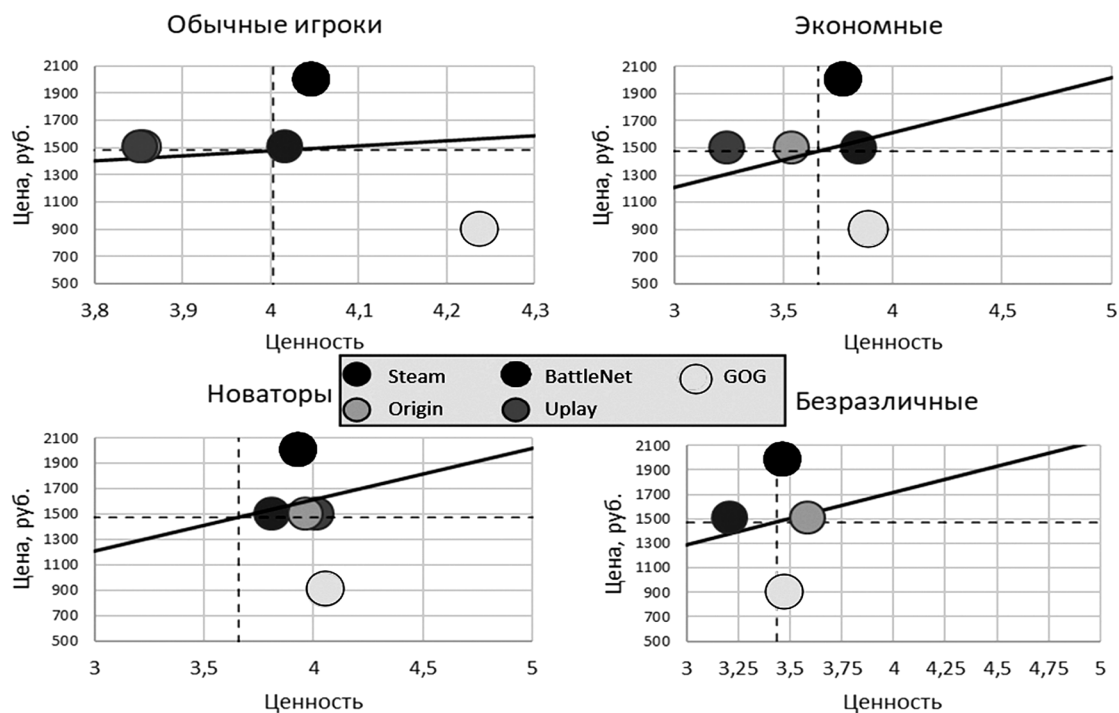 Обычные игроки
Цена, руб.
2100
1900
1700
1500
1300
1100
900
700
500
3,8 3,9 4 4,1 4,2 4,3
Ценность
Экономные
Цена, руб.
2100
1900
1700
1500
1300
1100
900
700
500
3 3,5 4 4,5 5
Ценность
Steam BattleNet GOG
Origin Uplay
Новаторы
Цена, руб.
2100
1900
1700
1500
1300
1100
900
700
500
3 3,5 4 4,5 5
Ценность
Безразличные
Цена, руб.
2100
1900
1700
1500
1300
1100
900
700
500
3 3,25 3,5 3,75 4 4,25 4,5 4,75 5
Ценность